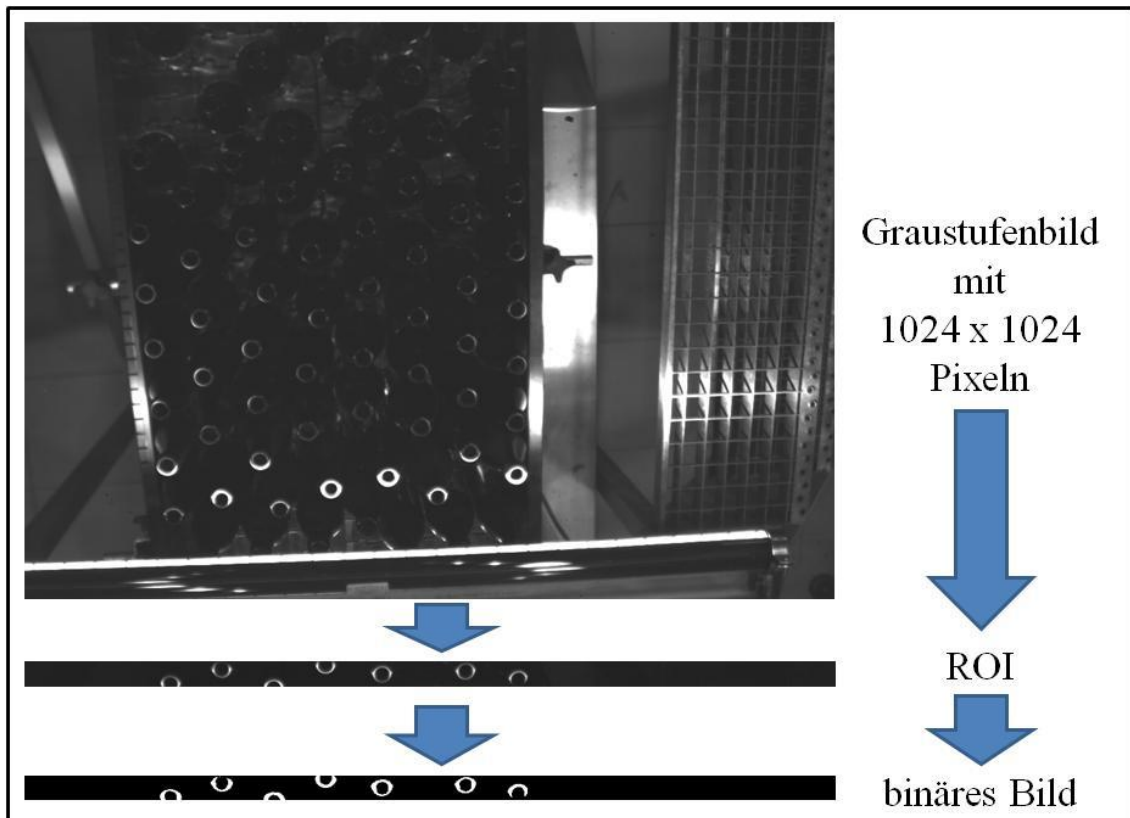 Graustufenbild
mit
1024 x 1024
Pixeln
ROI
binäres Bild